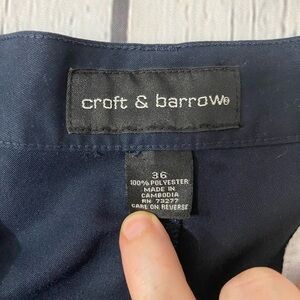 croft & barrow®
36
100% POLYESTER
MADE IN
CAMBODIA
RN 73277
CARE ON REVERSE